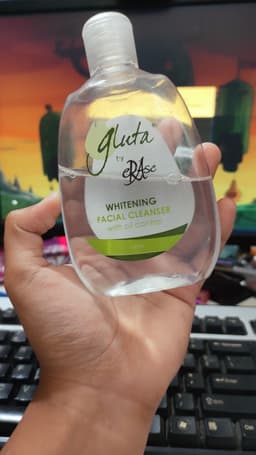 gluta
by
eRAse
WHITENING
FACIAL CLEANSER
with oil control